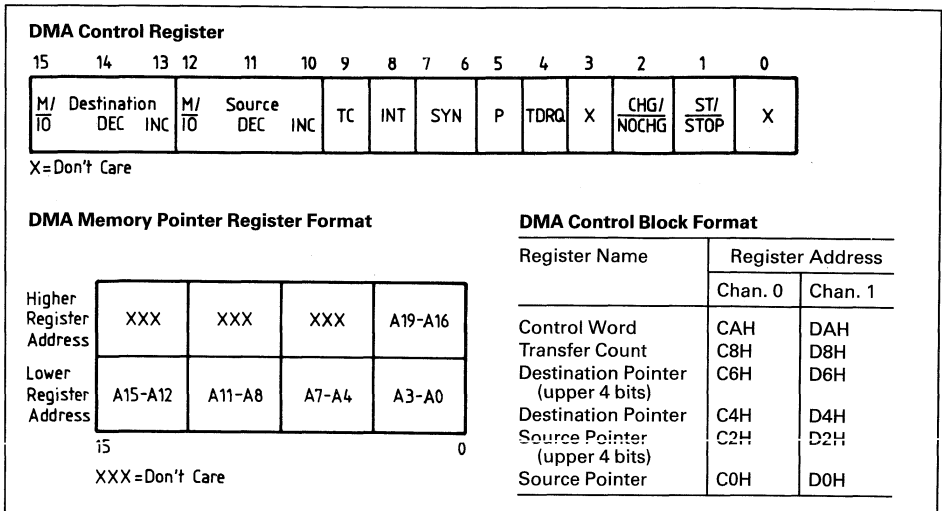 DMA Control Register
15 14 13 12 11 10 9 8 7 6 5 4 3 2 1 0
M/ Destination M/ Source TC INT SYN P TDRQ X CHG/ ST/ X
IO DEC INC IO DEC INC NOCHG STOP
X=Don't Care
DMA Memory Pointer Register Format
Higher
Register
Address
XXX XXX XXX A19-A16
Lower
Register
Address
A15-A12 A11-A8 A7-A4 A3-A0
15 0
XXX=Don't Care
DMA Control Block Format
Register Name Register Address
Chan. 0 Chan. 1
Control Word CAH DAH
Transfer Count C8H D8H
Destination Pointer C6H D6H
(upper 4 bits)
Destination Pointer C4H D4H
Source Pointer C2H D2H
(upper 4 bits)
Source Pointer C0H D0H